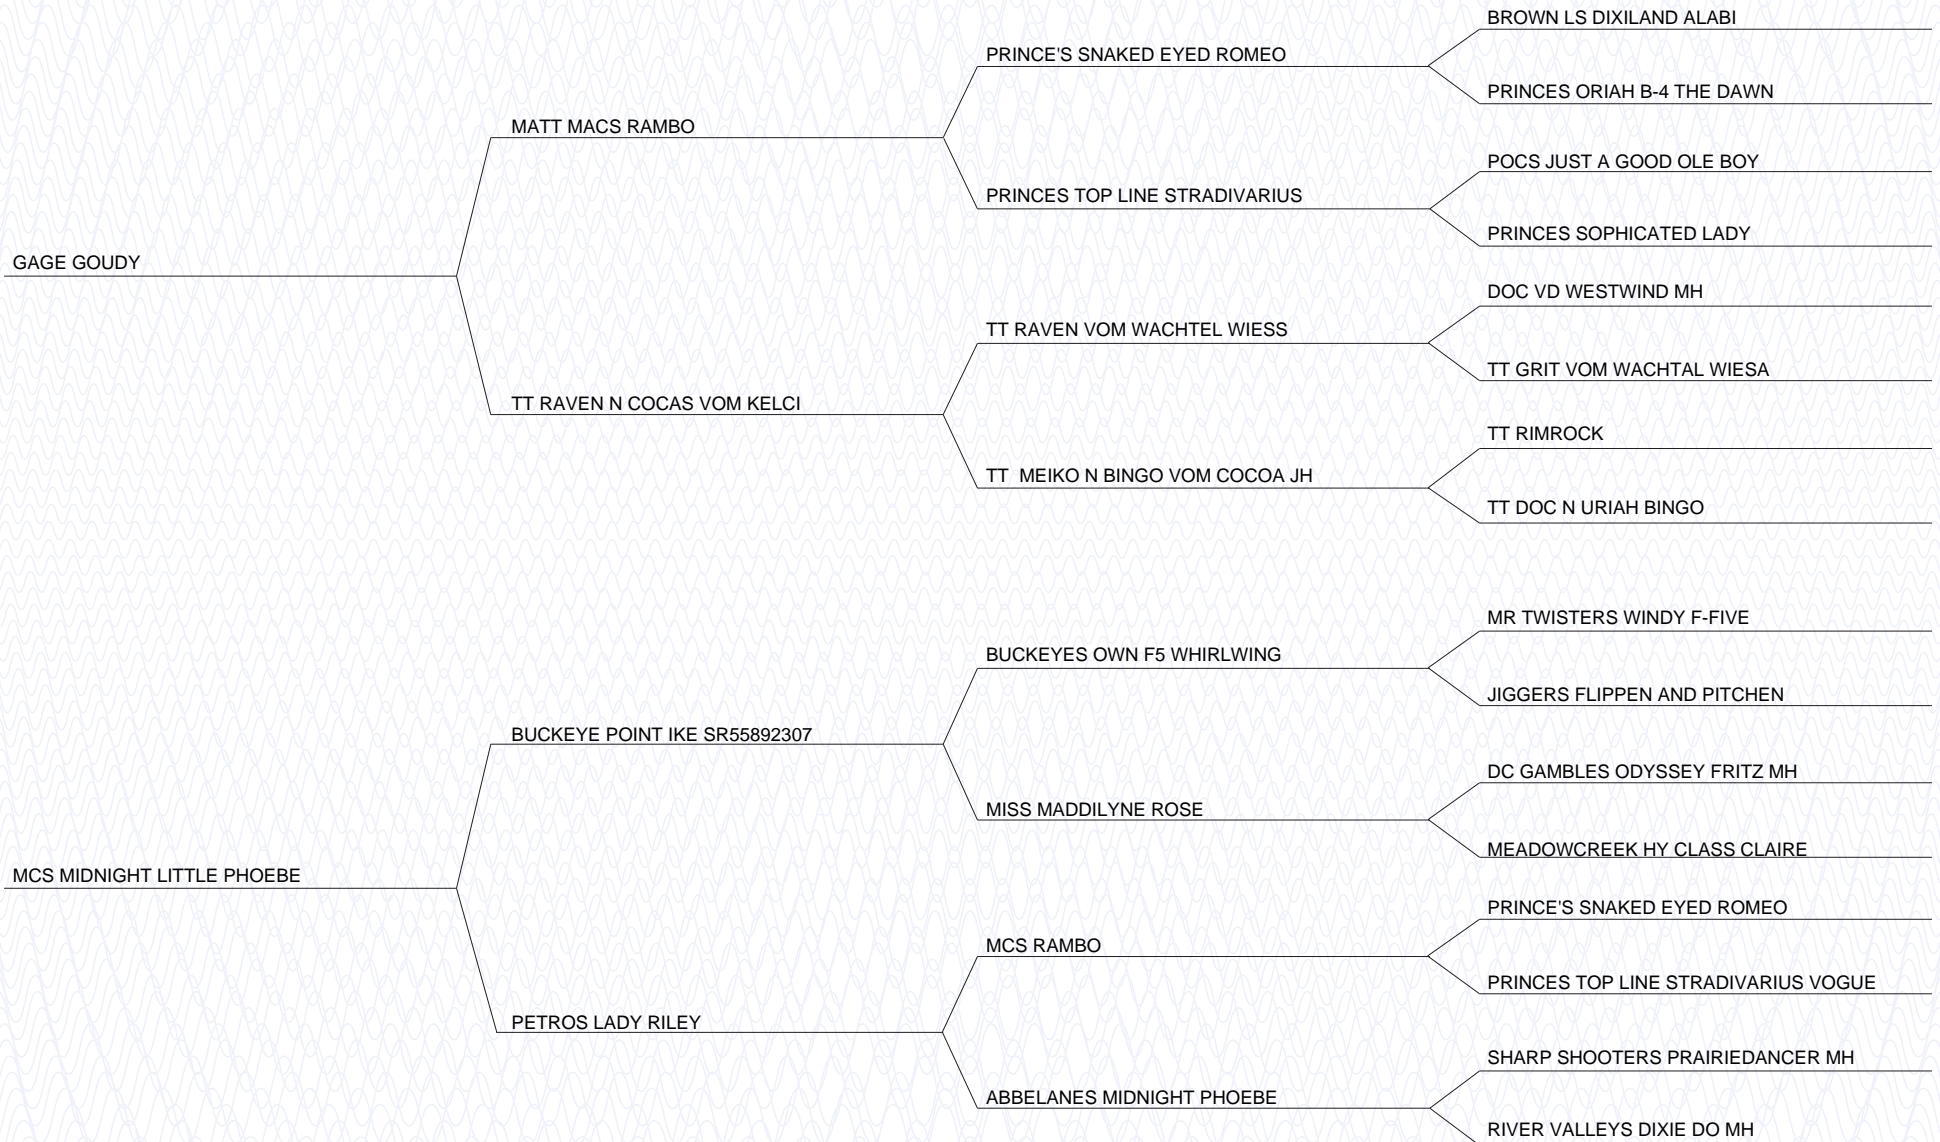 BROWN LS DIXILAND ALABI
PRINCE'S SNAKED EYED ROMEO
PRINCES ORIAH B-4 THE DAWN
MATT MACS RAMBO
POCS JUST A GOOD OLE BOY
PRINCES TOP LINE STRADIVARIUS
PRINCES SOPHICATED LADY
GAGE GOUDY
DOC VD WESTWIND MH
TT RAVEN VOM WACHTEL WIESS
TT GRIT VOM WACHTAL WIESA
TT RAVEN N COCAS VOM KELCI
TT RIMROCK
TT  MEIKO N BINGO VOM COCOA JH
TT DOC N URIAH BINGO
MR TWISTERS WINDY F-FIVE
BUCKEYES OWN F5 WHIRLWING
JIGGERS FLIPPEN AND PITCHEN
BUCKEYE POINT IKE SR55892307
DC GAMBLES ODYSSEY FRITZ MH
MISS MADDILYNE ROSE
MEADOWCREEK HY CLASS CLAIRE
MCS MIDNIGHT LITTLE PHOEBE
PRINCE'S SNAKED EYED ROMEO
MCS RAMBO
PRINCES TOP LINE STRADIVARIUS VOGUE
PETROS LADY RILEY
SHARP SHOOTERS PRAIRIEDANCER MH
ABBELANES MIDNIGHT PHOEBE
RIVER VALLEYS DIXIE DO MH